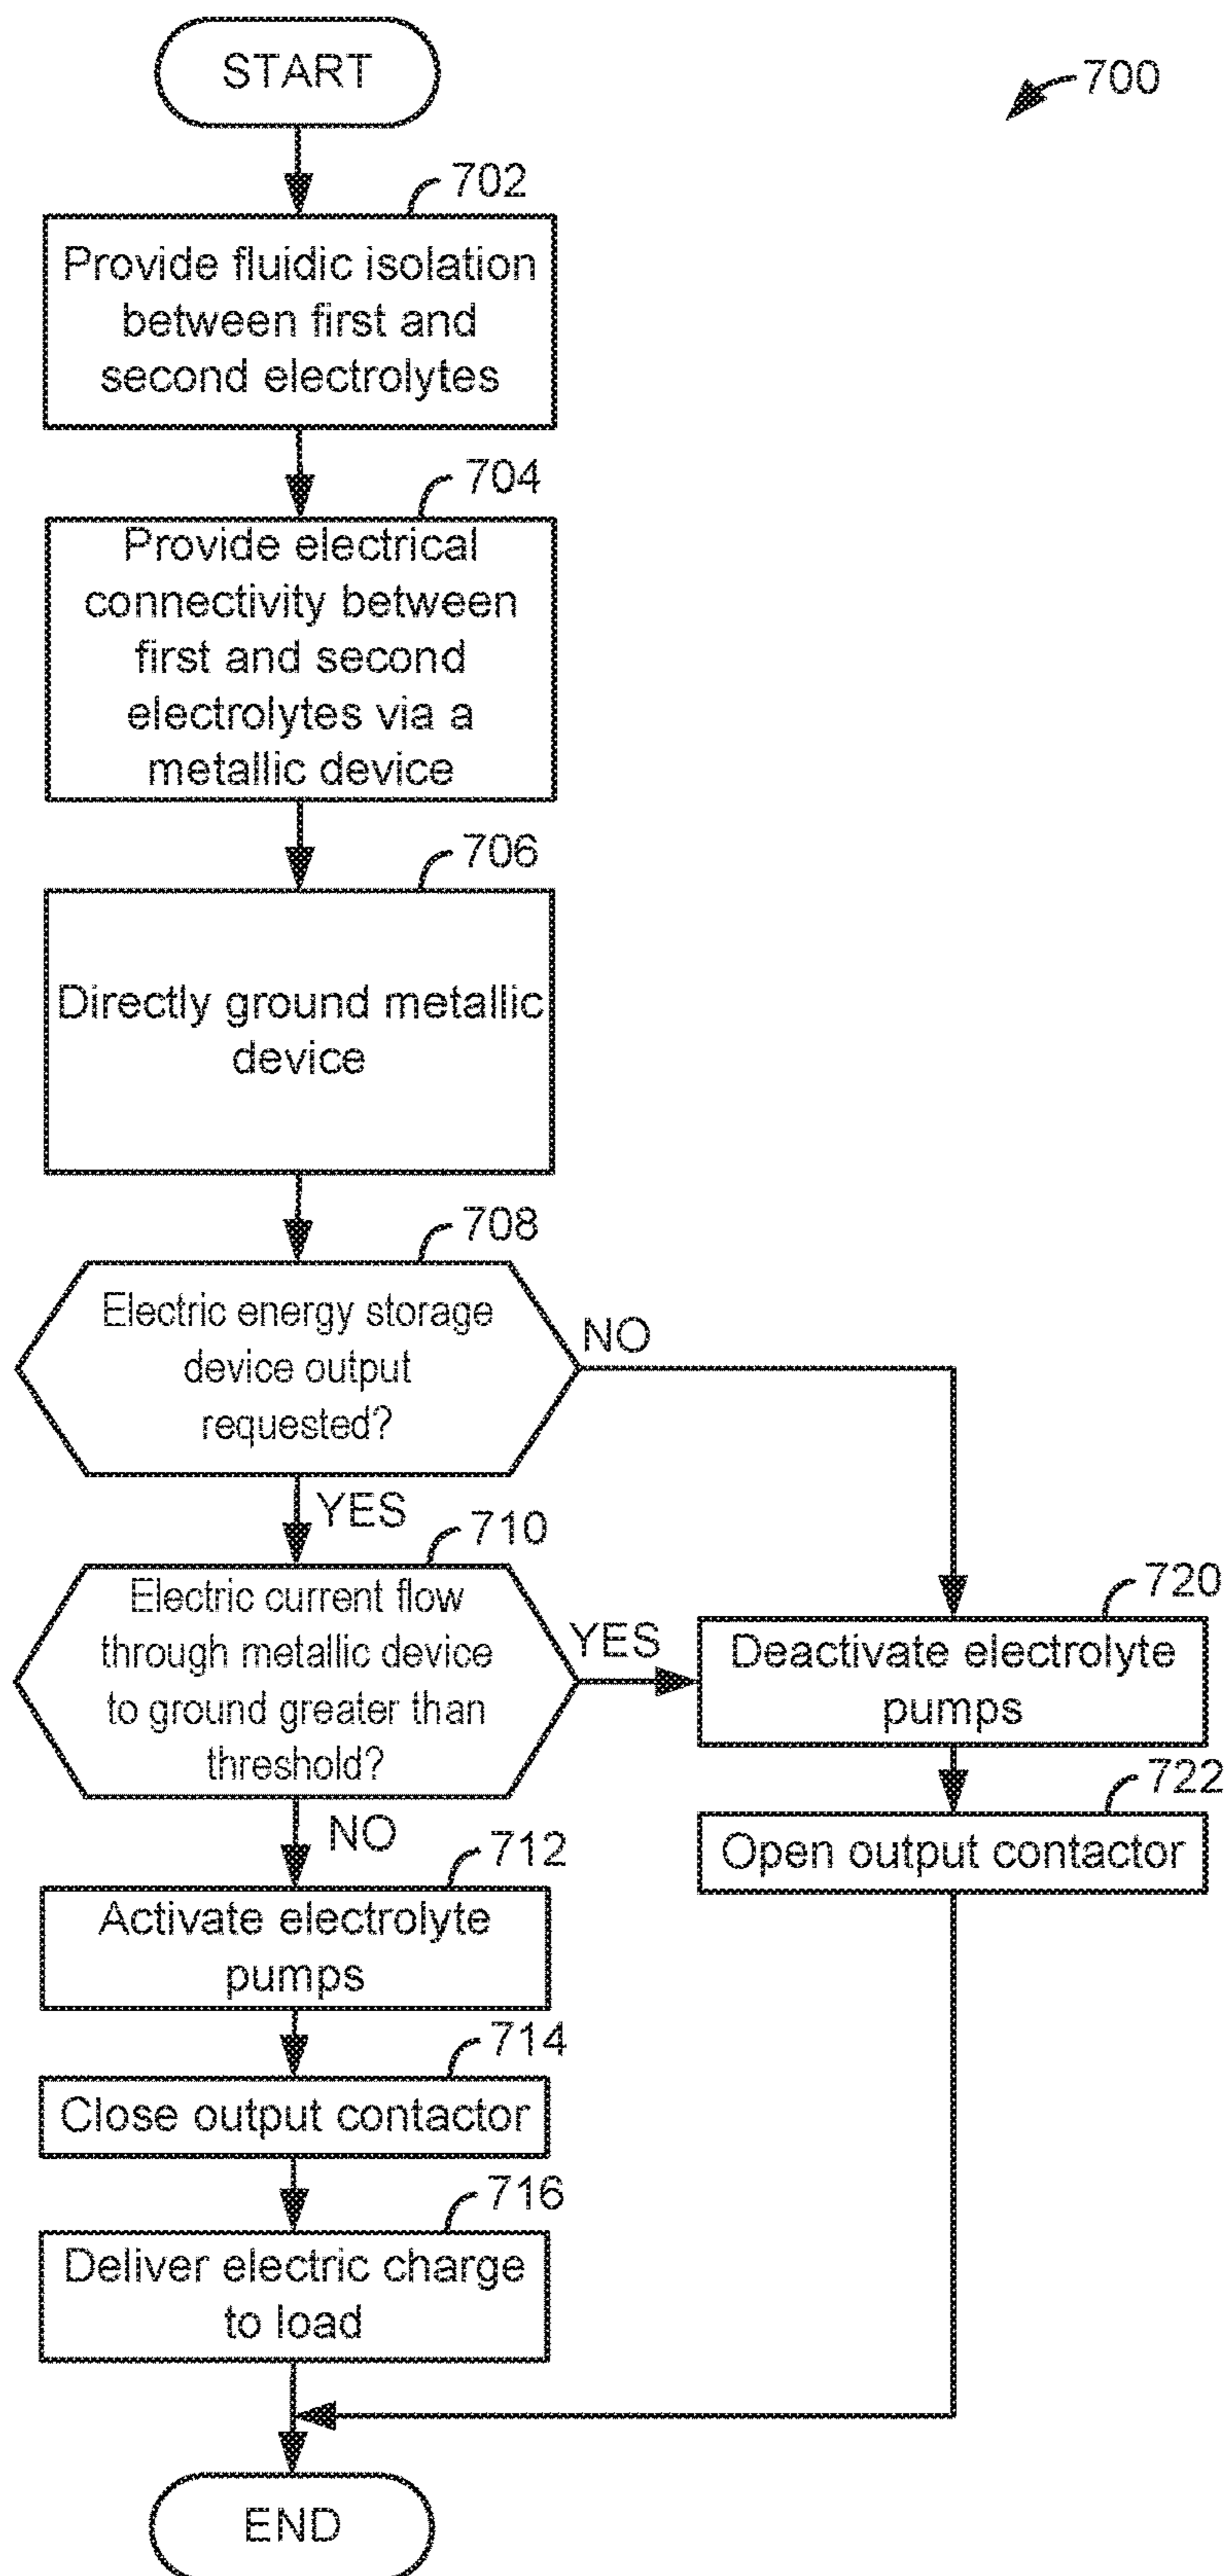 START
700
702
Provide fluidic isolation
between first and
second electrolytes
704
Provide electrical
connectivity between
first and second
electrolytes via a
metallic device
706
Directly ground metallic
device
708
Electric energy storage
device output
requested?
NO
YES
710
Electric current flow
through metallic device
to ground greater than
threshold?
YES
720
Deactivate electrolyte
pumps
722
Open output contactor
NO
712
Activate electrolyte
pumps
714
Close output contactor
716
Deliver electric charge
to load
END